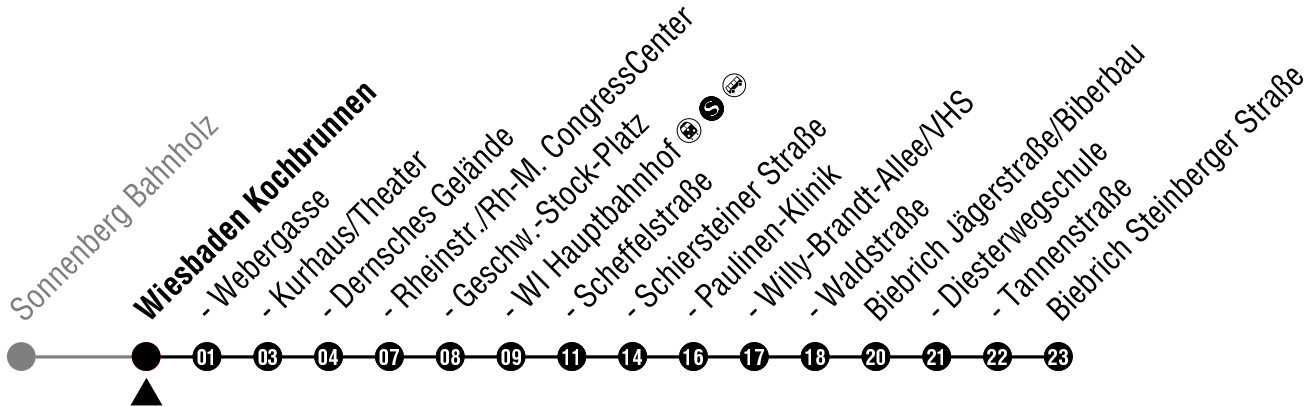 Sonnenberg Bahnholz
Wiesbaden Kochbrunnen
- Webergasse
- Kurhaus/Theater
- Dernsches Gelände
- Rheinstr./Rh-M. CongressCenter
- Geschw.-Stock-Platz
- WI Hauptbahnhof S
- Scheffelstraße
- Schiersteiner Straße
- Paulinen-Klinik
- Willy-Brandt-Allee/VHS
- Waldstraße
Biebrich Jägerstraße/Biberbau
- Diesterwegschule
- Tannenstraße
Biebrich Steinberger Straße
01 03 04 07 08 09 11 14 16 17 18 20 21 22 23